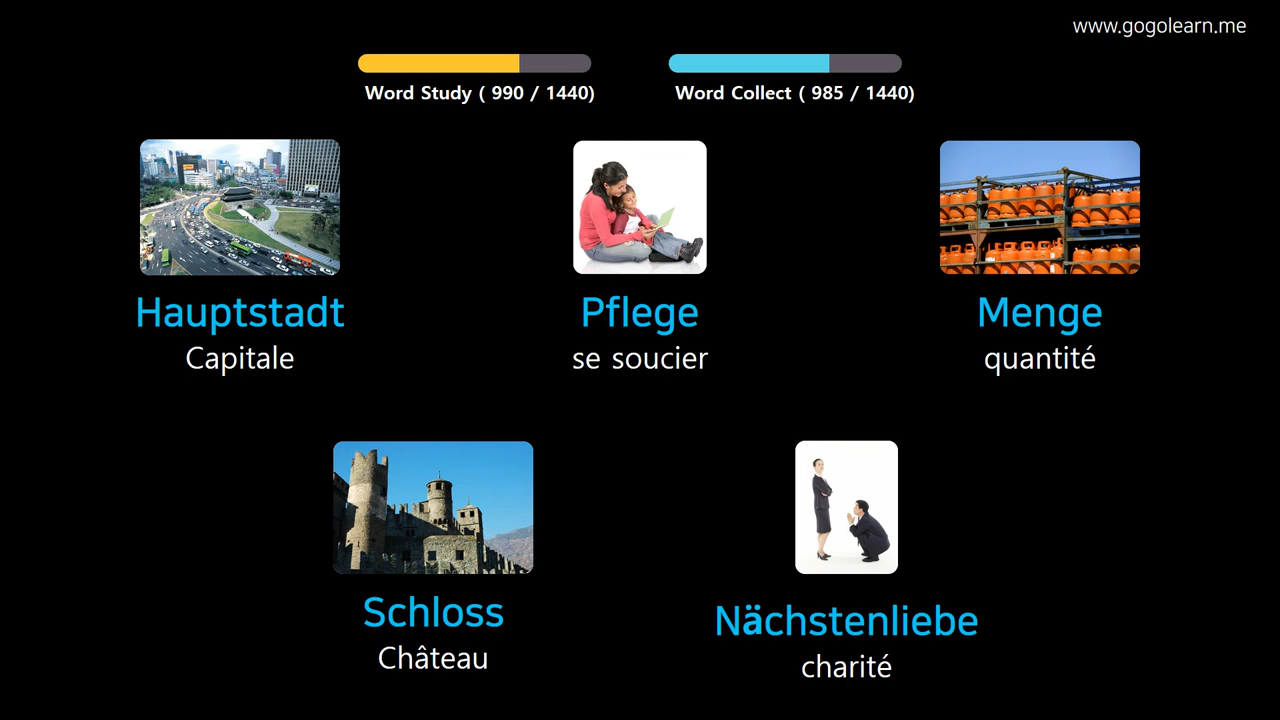 www.gogolearn.me
Word Study ( 990 / 1440)
Word Collect ( 985 / 1440)
Hauptstadt
Capitale
Pflege
se soucier
Menge
quantité
Schloss
Château
Nächstenliebe
charité